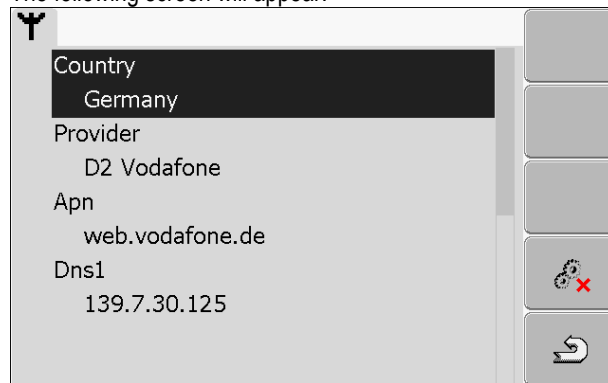 The following screen will appear:
Country
Germany
Provider
D2 Vodafone
Apn
web.vodafone.de
Dns1
139.7.30.125